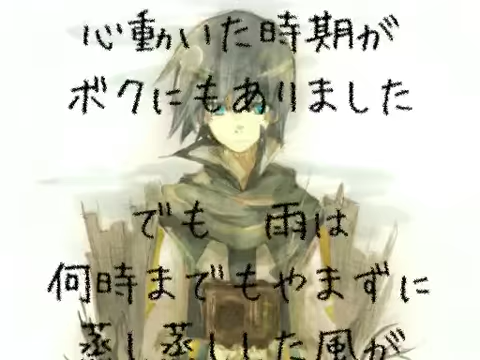 心動いた時期が
ボクにもありました
でも　雨は
何時までもやまずに
蒸し蒸しした風が